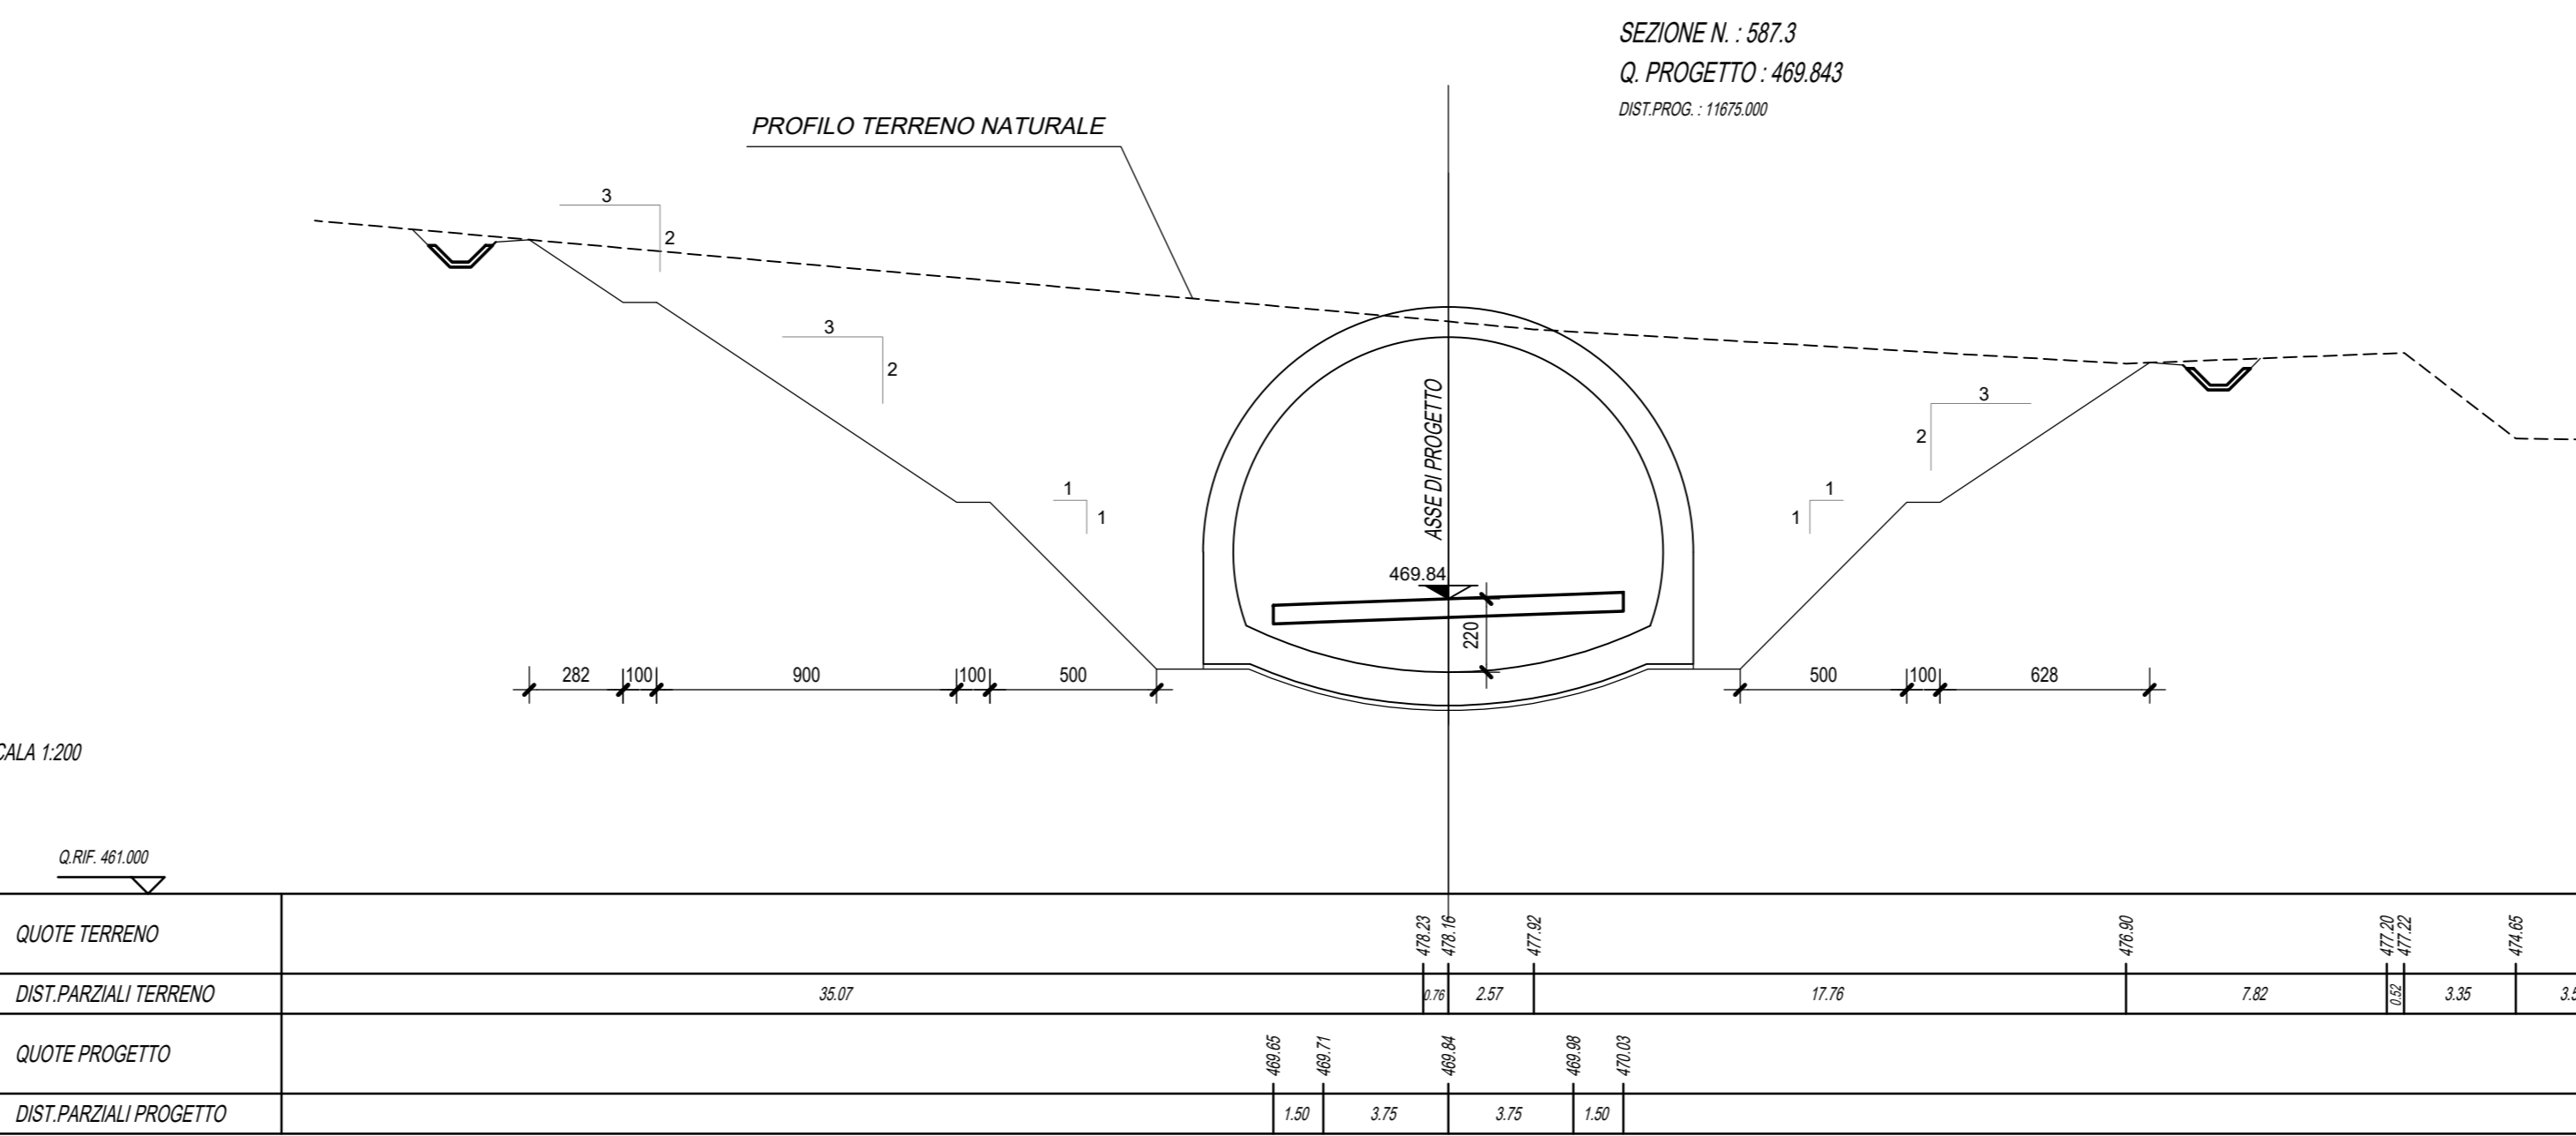 SEZIONE N. : 587.3
Q. PROGETTO : 469.843
DIST.PROG. : 11675.000
PROFILO TERRENO NATURALE
3
2
3
2
3
2
1
1
1
1
ASSE DI PROGETTO
469.84
220
282 100 900 100 500
500 100 628
CALA 1:200
Q.RIF. 461.000
QUOTE TERRENO 478.23 478.16 477.92 476.90 477.20 477.22 474.65
DIST.PARZIALI TERRENO 35.07 0.76 2.57 17.76 7.82 0.52 3.35 3.5
QUOTE PROGETTO 469.65 469.71 469.84 469.98 470.03
DIST.PARZIALI PROGETTO 1.50 3.75 3.75 1.50